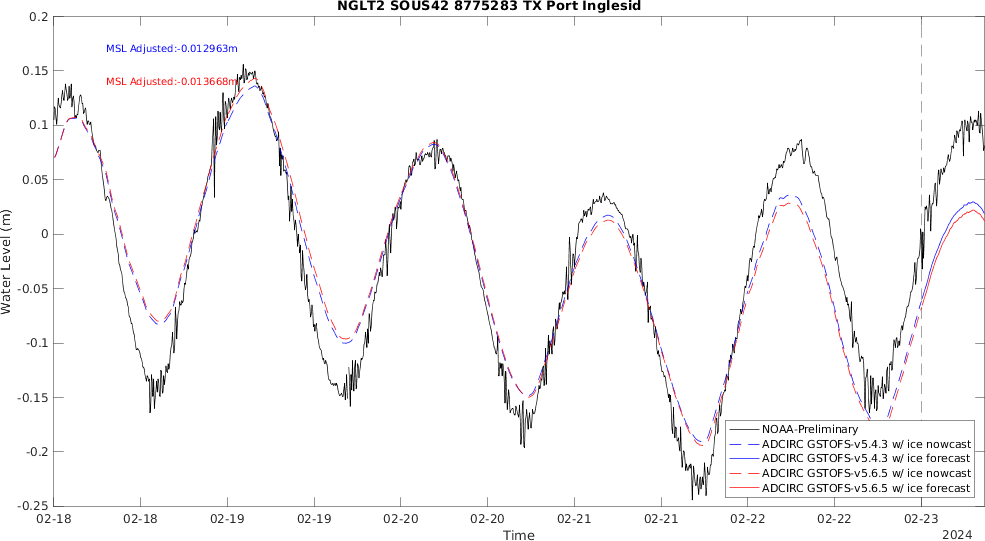 NGLT2 SOUS42 8775283 TX Port Inglesid
MSL Adjusted:-0.012963m
MSL Adjusted:-0.013668m
Water Level (m)
0.2
0.15
0.1
0.05
0
-0.05
-0.1
-0.15
-0.2
-0.25
NOAA-Preliminary
ADCIRC GSTOFS-v5.4.3 w/ ice nowcast
ADCIRC GSTOFS-v5.4.3 w/ ice forecast
ADCIRC GSTOFS-v5.6.5 w/ ice nowcast
ADCIRC GSTOFS-v5.6.5 w/ ice forecast
02-18 02-18 02-19 02-19 02-20 02-20 02-21 02-21 02-22 02-22 02-23
Time
2024